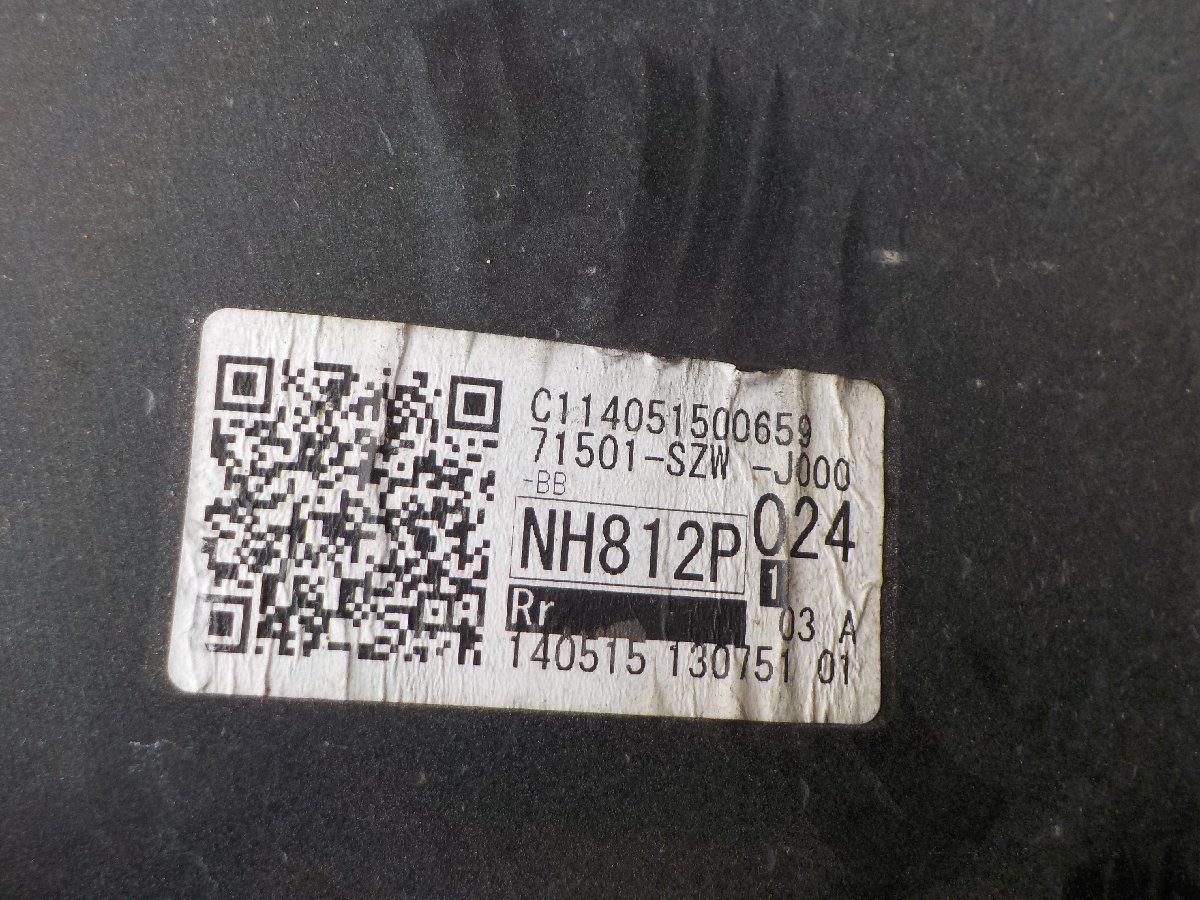 C114051500659
71501-SZW -J000
-BB
NH812P 024
1
Rr 03 A
140515 130751 01